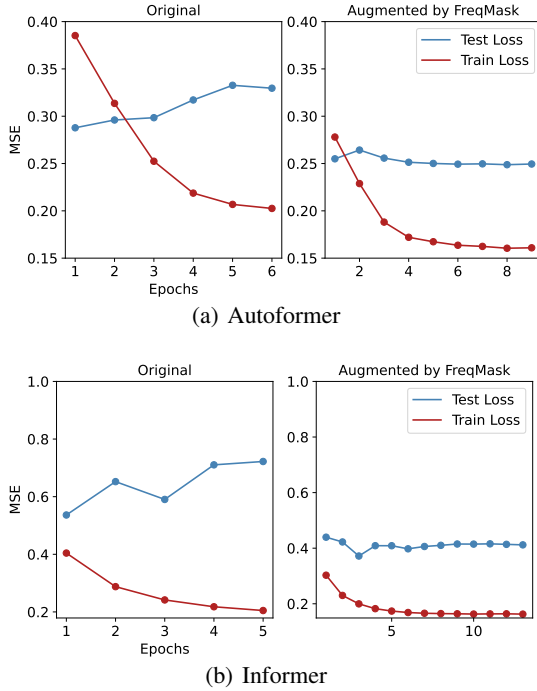 Original
Augmented by FreqMask
0.40
0.35
0.30
0.25
0.20
0.15
MSE
1 2 3 4 5 6
Epochs
0.40
0.35
0.30
0.25
0.20
0.15
2 4 6 8
Test Loss
Train Loss
(a) Autoformer
Original
Augmented by FreqMask
1.0
0.8
0.6
0.4
0.2
MSE
1 2 3 4 5
Epochs
1.0
0.8
0.6
0.4
0.2
5 10
Test Loss
Train Loss
(b) Informer